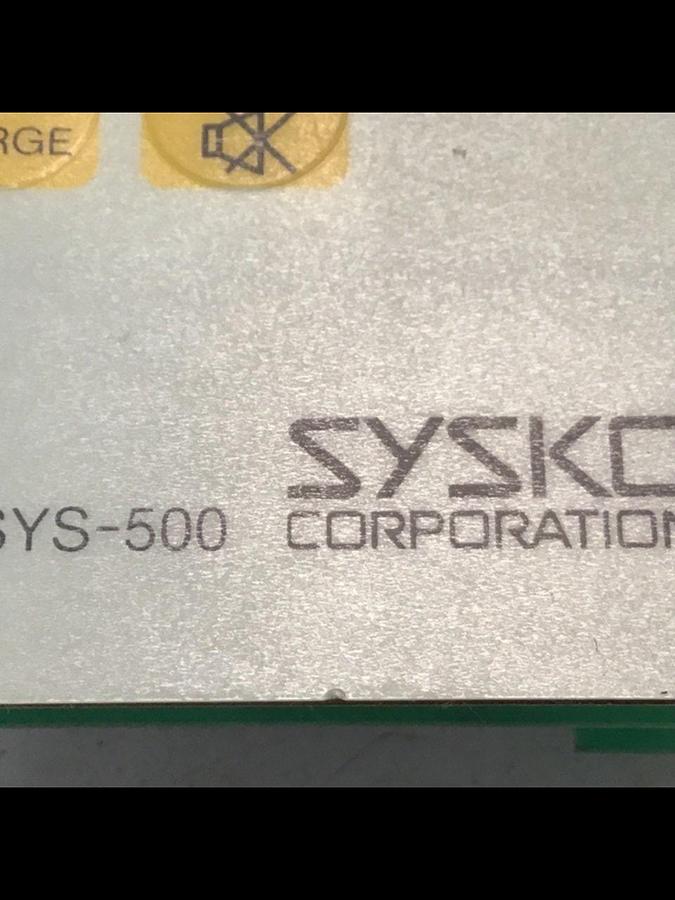 RGE
SYSKO
SYS-500
CORPORATION